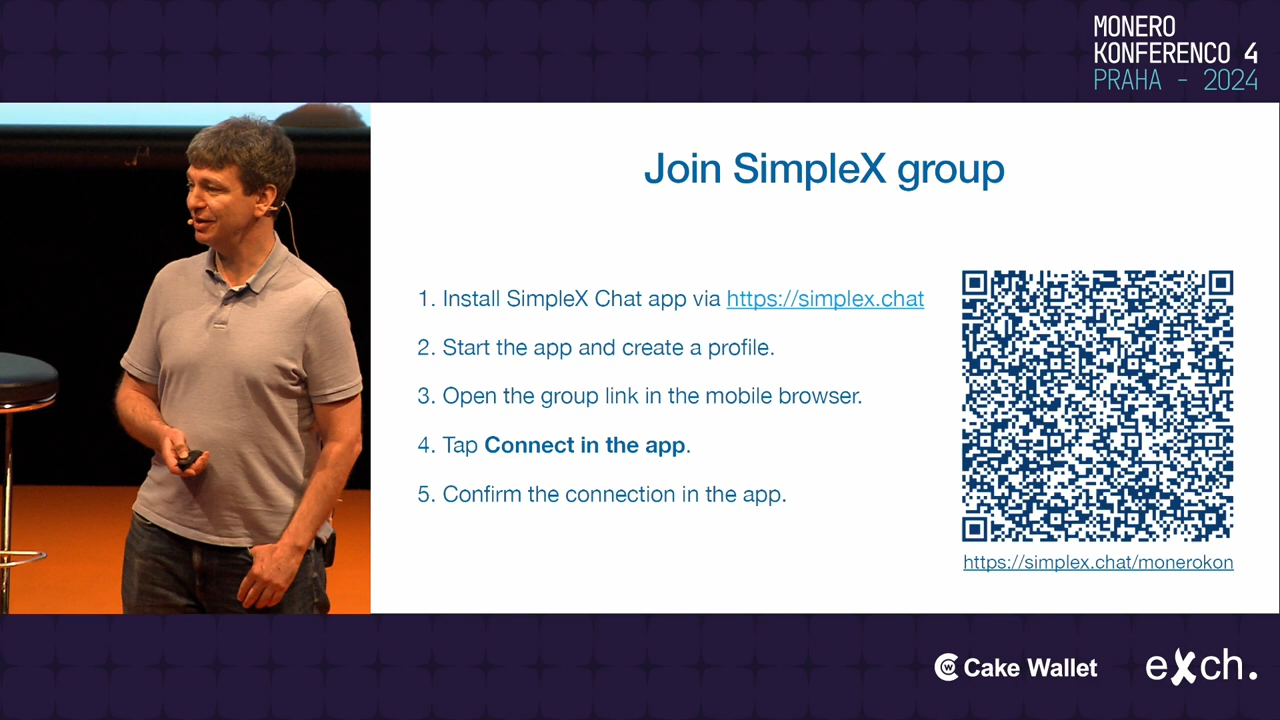 MONERO
KONFERENCO 4
PRAHA - 2024
Join SimpleX group
1. Install SimpleX Chat app via https://simplex.chat
2. Start the app and create a profile.
3. Open the group link in the mobile browser.
4. Tap Connect in the app.
5. Confirm the connection in the app.
https://simplex.chat/monerokon
Cake Wallet
eXch.